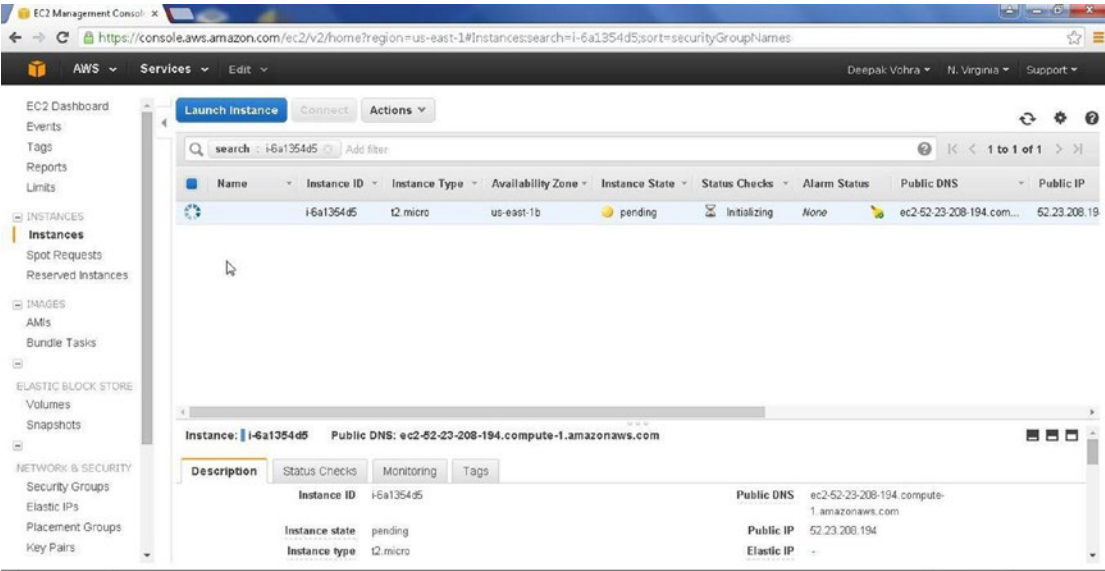 EC2 Management Consol
https://console.aws.amazon.com/ec2/v2/home?region=us-east-1#Instances:search=i-6a1354d5;sort=securityGroupNames
AWS Services Edit Deepak Vohra N. Virginia Support
EC2 Dashboard
Events
Tags
Reports
Limits
INSTANCES
Instances
Spot Requests
Reserved Instances
IMAGES
AMIs
Bundle Tasks
ELASTIC BLOCK STORE
Volumes
Snapshots
NETWORK & SECURITY
Security Groups
Elastic IPs
Placement Groups
Key Pairs
Launch Instance Connect Actions
search : i-6a1354d5 Add filter 1 to 1 of 1
Name Instance ID Instance Type Availability Zone Instance State Status Checks Alarm Status Public DNS Public IP
i-6a1354d5 t2.micro us-east-1b pending Initializing None ec2-52-23-208-194.com... 52.23.208.19
Instance: i-6a1354d5 Public DNS: ec2-52-23-208-194.compute-1.amazonaws.com
Description Status Checks Monitoring Tags
Instance ID i-6a1354d5 Public DNS ec2-52-23-208-194.compute-
1.amazonaws.com
Instance state pending Public IP 52.23.208.194
Instance type t2.micro Elastic IP -